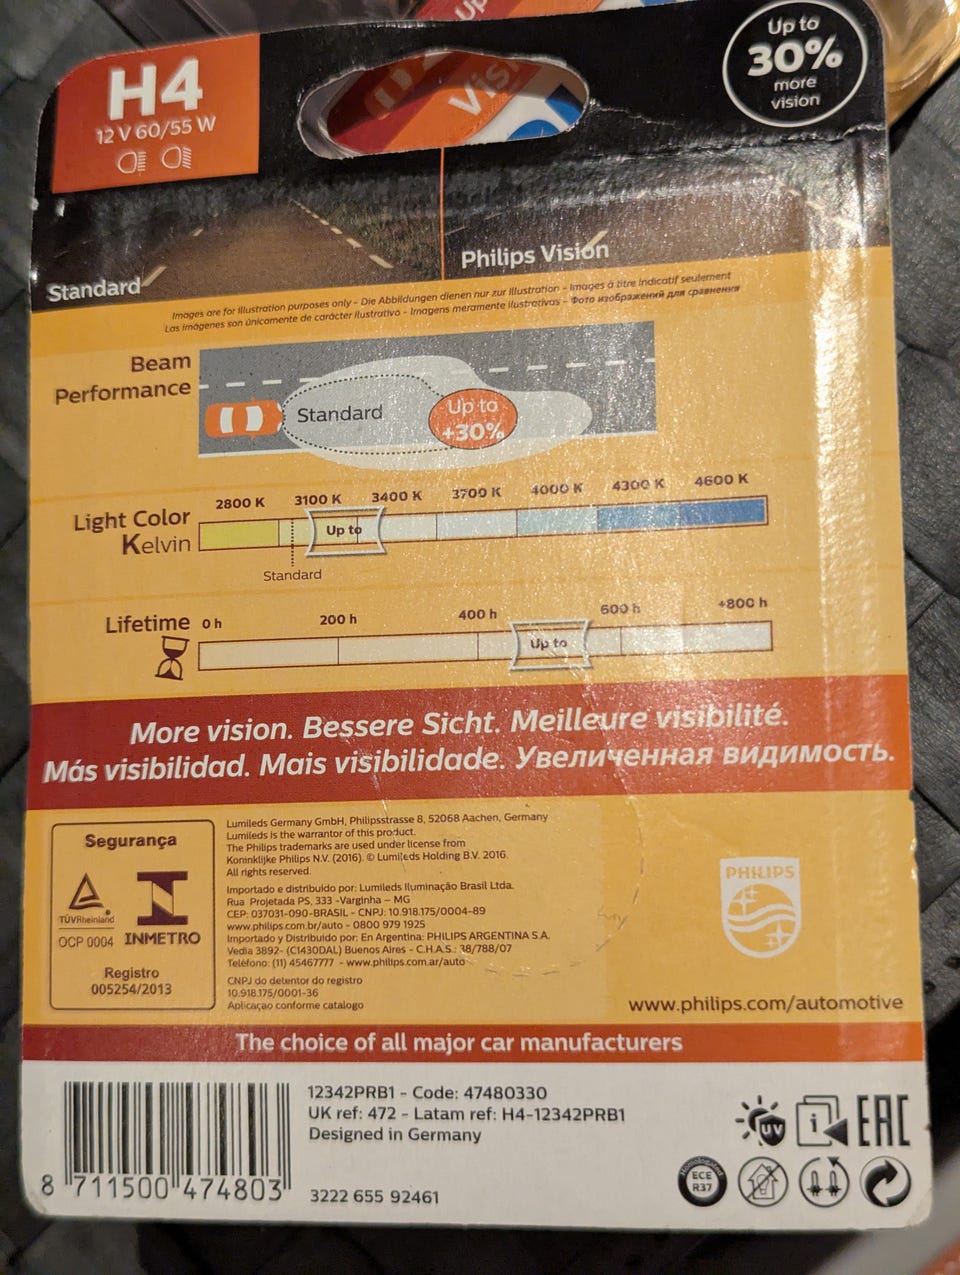 H4
12 V 60/55 W
Up to
30%
more
vision
Standard
Philips Vision
Images are for illustration purposes only - Die Abbildungen dienen nur zur Illustration - Images à titre indicatif seulement
Las imágenes son únicamente de carácter ilustrativo - Imagens meramente ilustrativas - Фото изображений для сравнения
Beam
Performance
Standard
Up to
+30%
2800 K 3100 K 3400 K 3700 K 4000 K 4300 K 4600 K
Light Color
Kelvin
Up to
Standard
Lifetime
0 h 200 h 400 h 600 h +800 h
Up to
More vision. Bessere Sicht. Meilleure visibilité.
Más visibilidad. Mais visibilidade. Увеличенная видимость.
Segurança
TÜVRheinland
OCP 0004
INMETRO
Registro
005254/2013
Lumileds Germany GmbH, Philipsstrasse 8, 52068 Aachen, Germany
Lumileds is the warrantor of this product.
The Philips trademarks are used under license from
Koninklijke Philips N.V. (2016). © Lumileds Holding B.V. 2016.
All rights reserved.
Importado e distribuido por: Lumileds Iluminação Brasil Ltda.
Rua Projetada PS, 333 -Varginha – MG
CEP: 037031-090-BRASIL - CNPJ: 10.918.175/0004-89
www.philips.com.br/auto - 0800 979 1925
Importado y Distribuido por: En Argentina: PHILIPS ARGENTINA S.A.
Vedia 3892- (C1430DAL) Buenos Aires - C.H.A.S.: 38/788/07
Teléfono: (11) 45467777 - www.philips.com.ar/auto
CNPJ do detentor do registro
10.918.175/0001-36
Aplicaçao conforme catalogo
PHILIPS
www.philips.com/automotive
The choice of all major car manufacturers
12342PRB1 - Code: 47480330
UK ref: 472 - Latam ref: H4-12342PRB1
Designed in Germany
8 711500 474803
3222 655 92461
UV
i
EAC
Homologated
ECE
R37